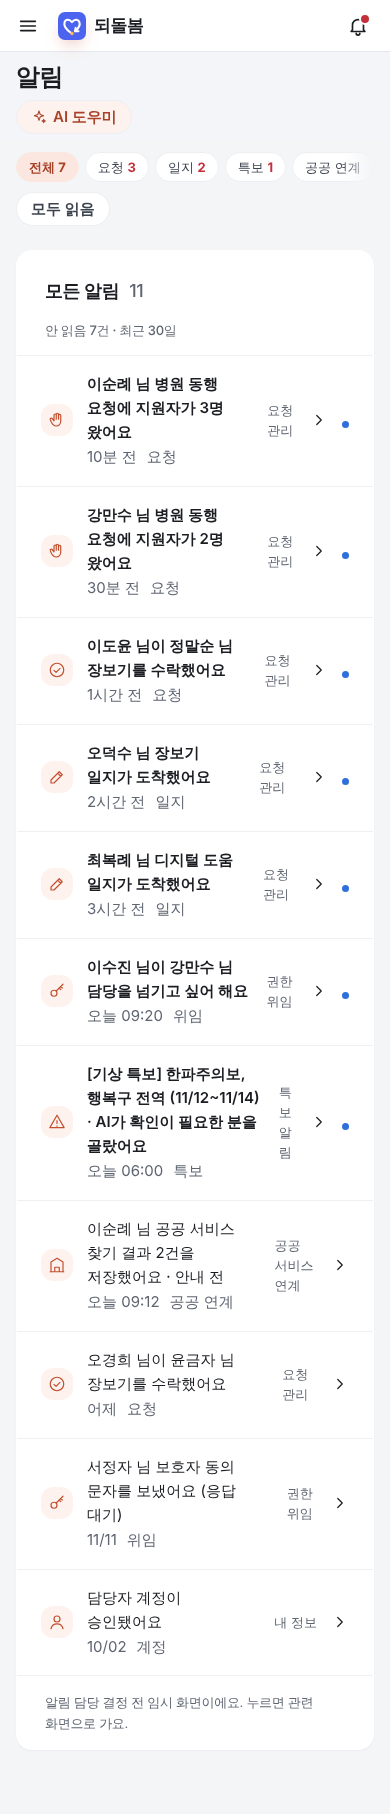 되돌봄
알림
AI 도우미
전체 7 요청 3 일지 2 특보 1 공공 연계
모두 읽음
모든 알림 11
안 읽음 7건 · 최근 30일
이순례 님 병원 동행
요청에 지원자가 3명
왔어요
10분 전 요청
요청
관리
강만수 님 병원 동행
요청에 지원자가 2명
왔어요
30분 전 요청
요청
관리
이도윤 님이 정말순 님
장보기를 수락했어요
1시간 전 요청
요청
관리
오덕수 님 장보기
일지가 도착했어요
2시간 전 일지
요청
관리
최복례 님 디지털 도움
일지가 도착했어요
3시간 전 일지
요청
관리
이수진 님이 강만수 님
담당을 넘기고 싶어 해요
오늘 09:20 위임
권한
위임
[기상 특보] 한파주의보,
행복구 전역 (11/12~11/14)
· AI가 확인이 필요한 분을
골랐어요
오늘 06:00 특보
특
보
알
림
이순례 님 공공 서비스
찾기 결과 2건을
저장했어요 · 안내 전
오늘 09:12 공공 연계
공공
서비스
연계
오경희 님이 윤금자 님
장보기를 수락했어요
어제 요청
요청
관리
서정자 님 보호자 동의
문자를 보냈어요 (응답
대기)
11/11 위임
권한
위임
담당자 계정이
승인됐어요
10/02 계정
내 정보
알림 담당 결정 전 임시 화면이에요. 누르면 관련
화면으로 가요.